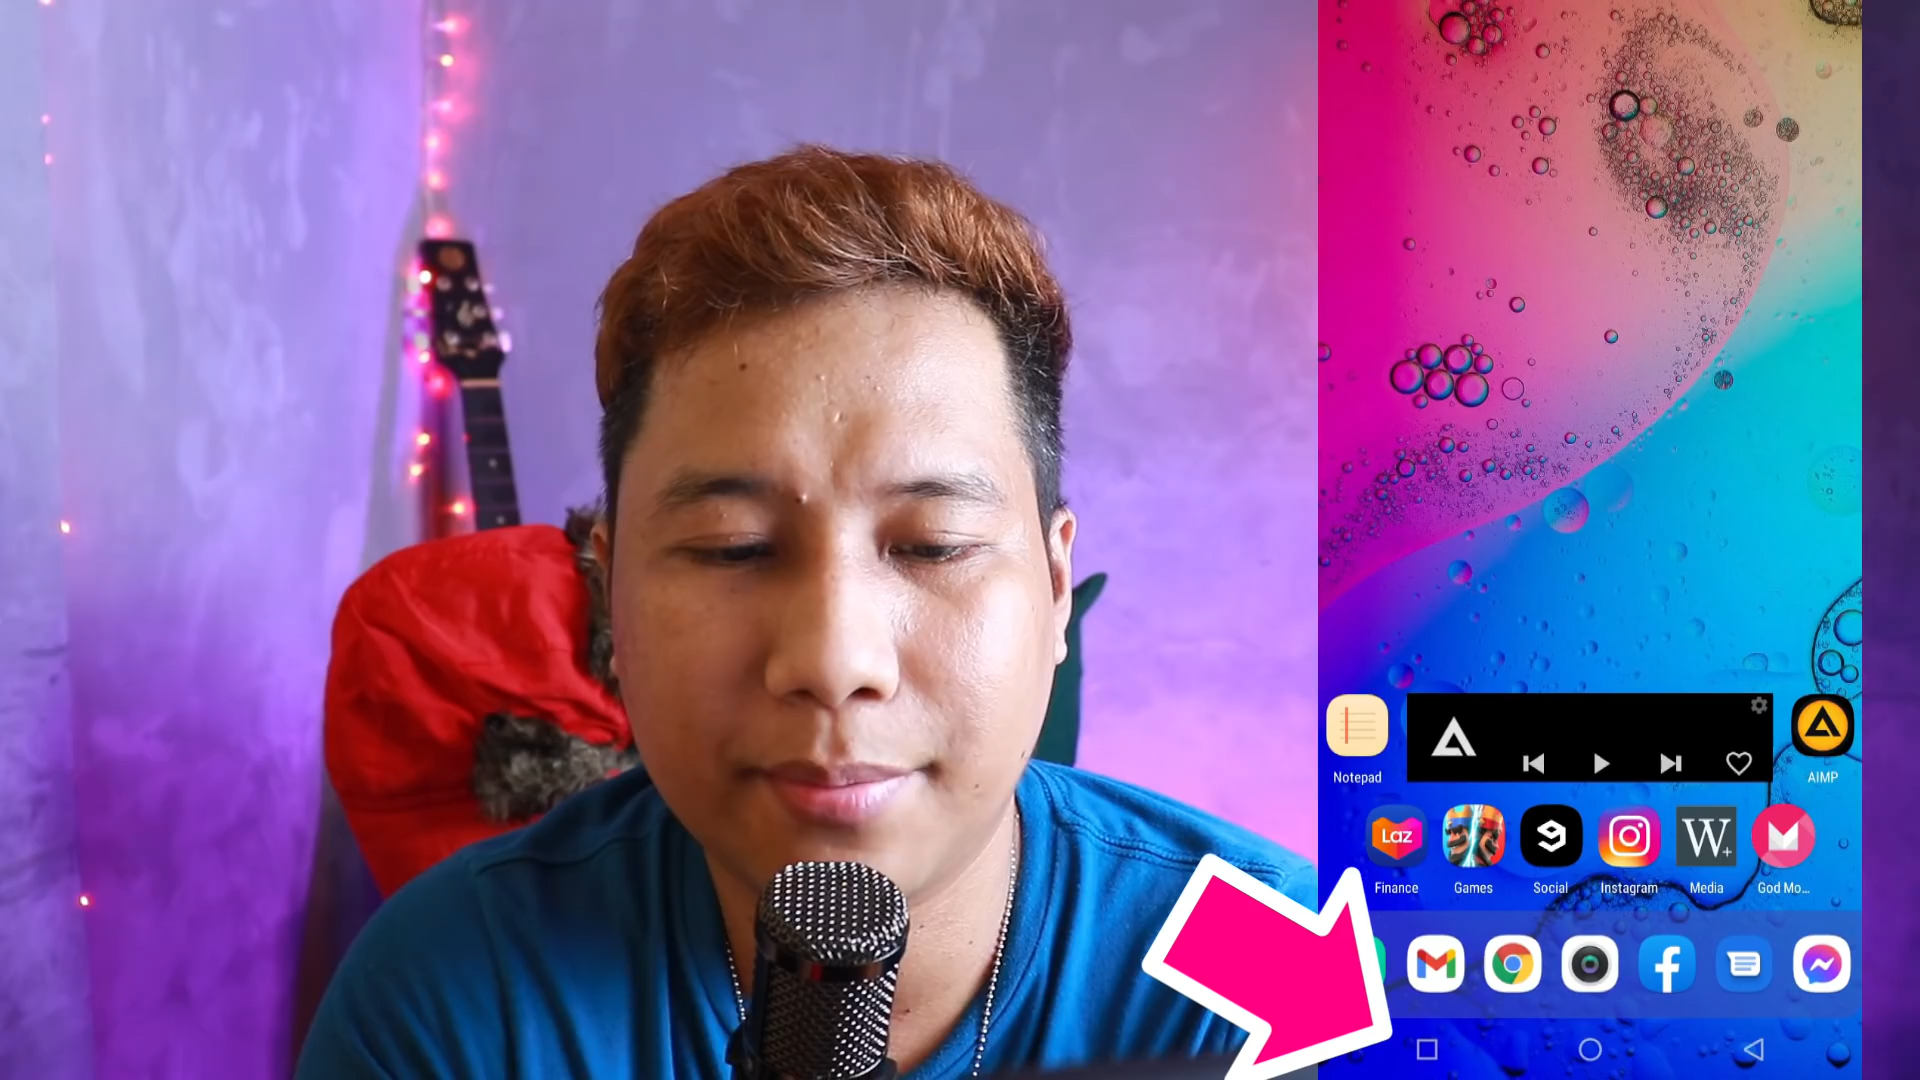 Notepad
AIMP
Laz
W+
Finance
Games
Social
Instagram
Media
God Mo...